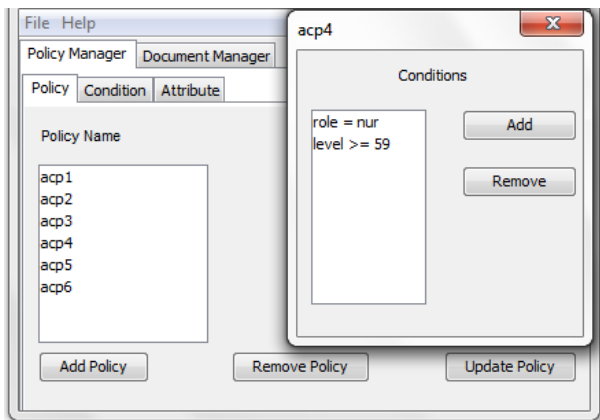 File Help
Policy Manager Document Manager
Policy Condition Attribute
Policy Name
acp1
acp2
acp3
acp4
acp5
acp6
Add Policy Remove Policy Update Policy
acp4
Conditions
role = nur
level >= 59
Add
Remove